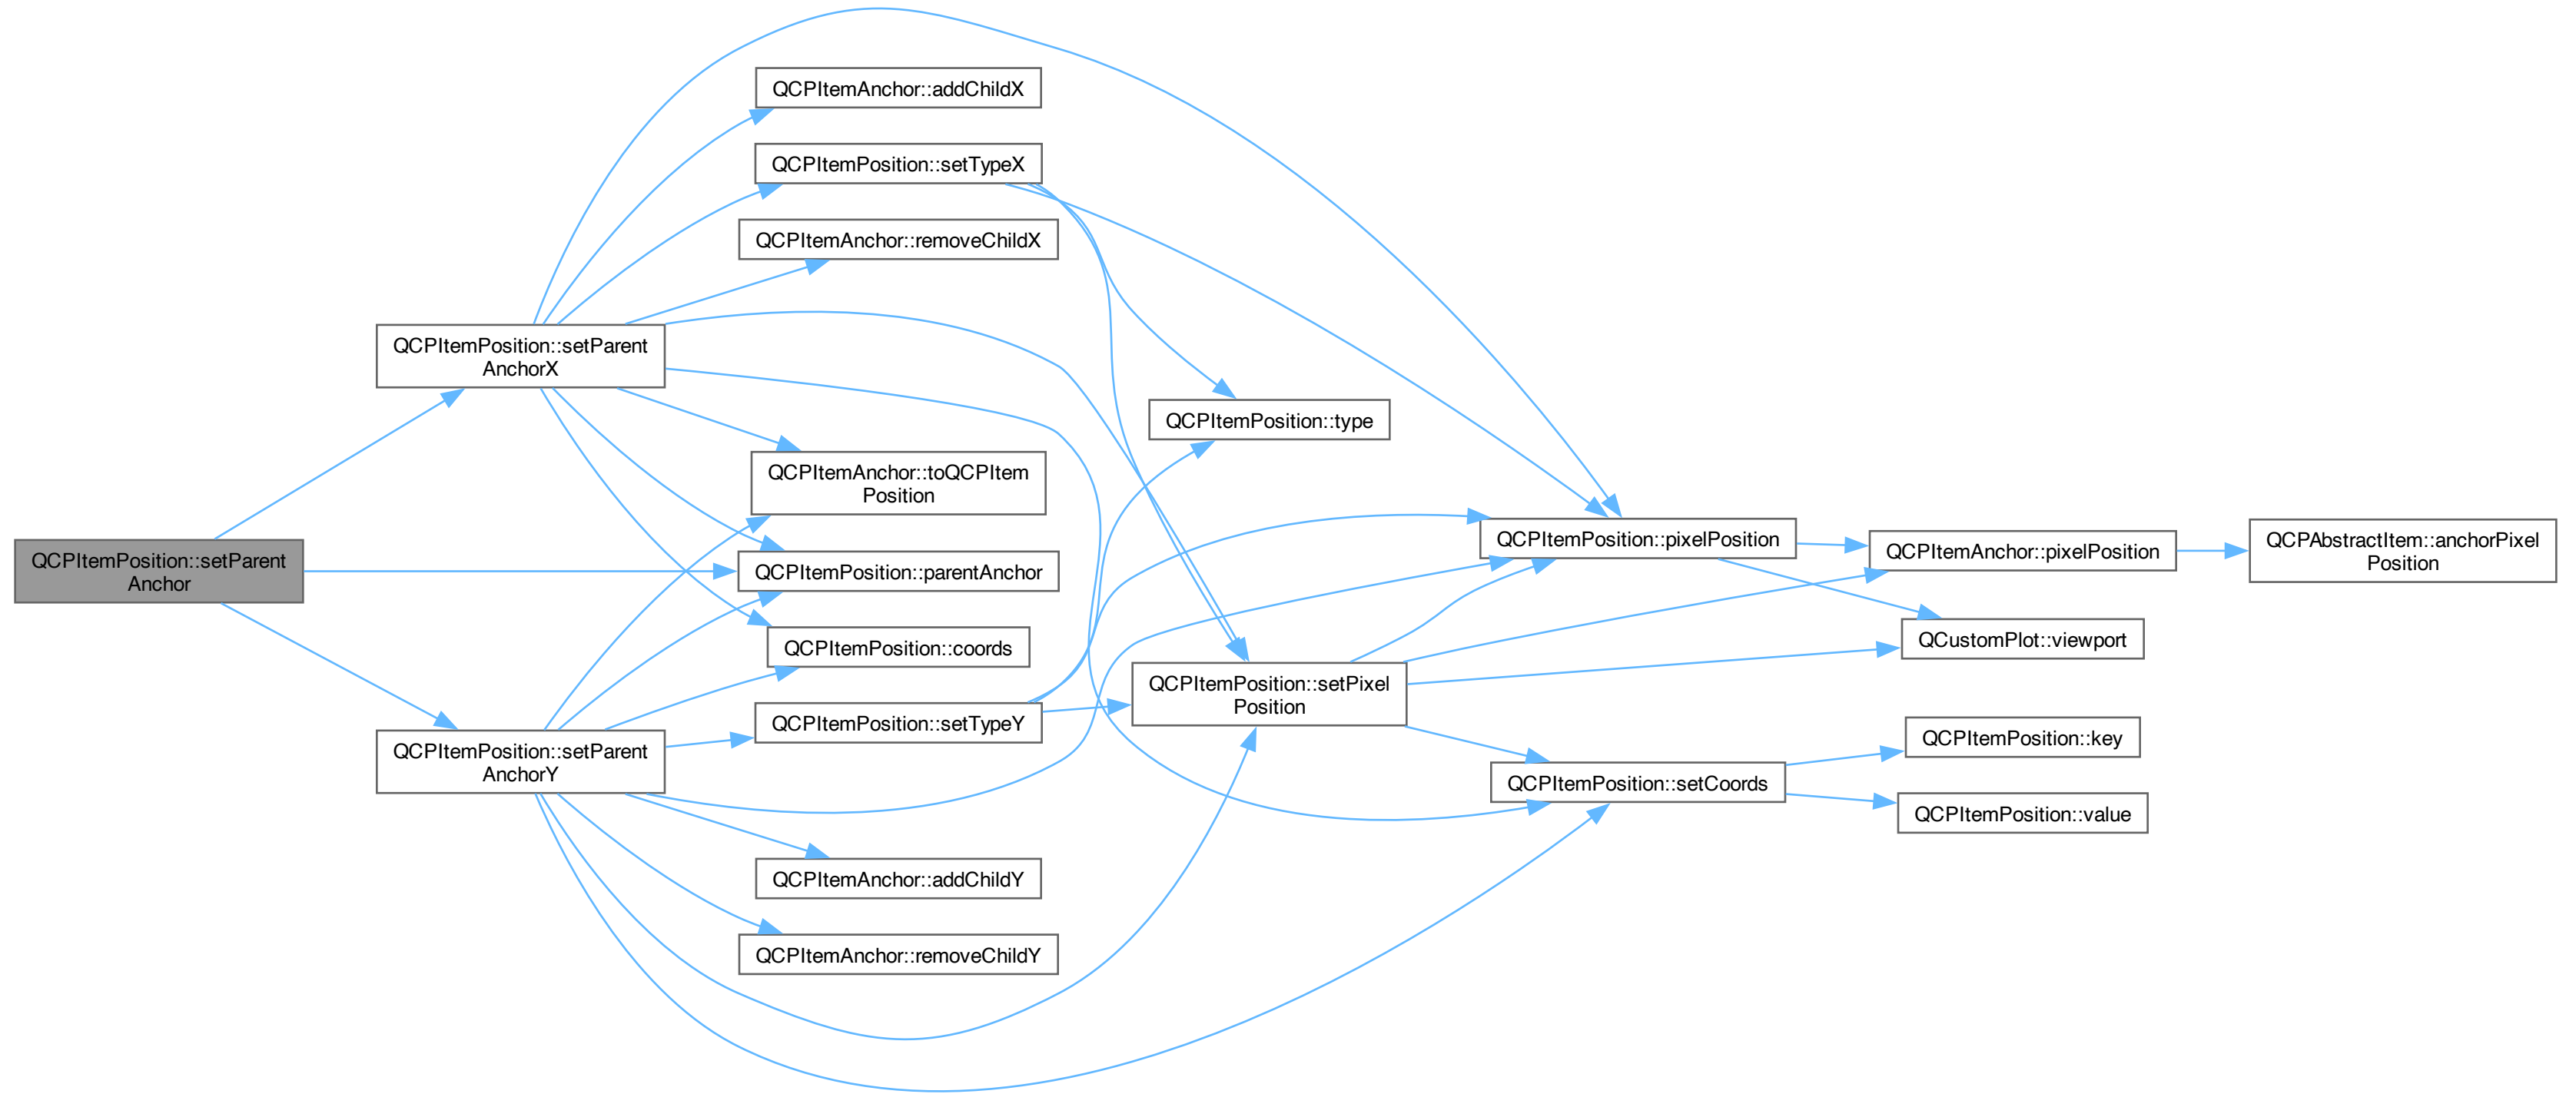 QCPItemPosition::setParent
Anchor
QCPItemPosition::setParent
AnchorX
QCPItemPosition::setParent
AnchorY
QCPItemAnchor::addChildX
QCPItemPosition::setTypeX
QCPItemAnchor::removeChildX
QCPItemAnchor::toQCPItem
Position
QCPItemPosition::parentAnchor
QCPItemPosition::coords
QCPItemPosition::setTypeY
QCPItemAnchor::addChildY
QCPItemAnchor::removeChildY
QCPItemPosition::type
QCPItemPosition::setPixel
Position
QCPItemPosition::pixelPosition
QCPItemPosition::setCoords
QCPItemAnchor::pixelPosition
QCustomPlot::viewport
QCPItemPosition::key
QCPItemPosition::value
QCPAbstractItem::anchorPixel
Position